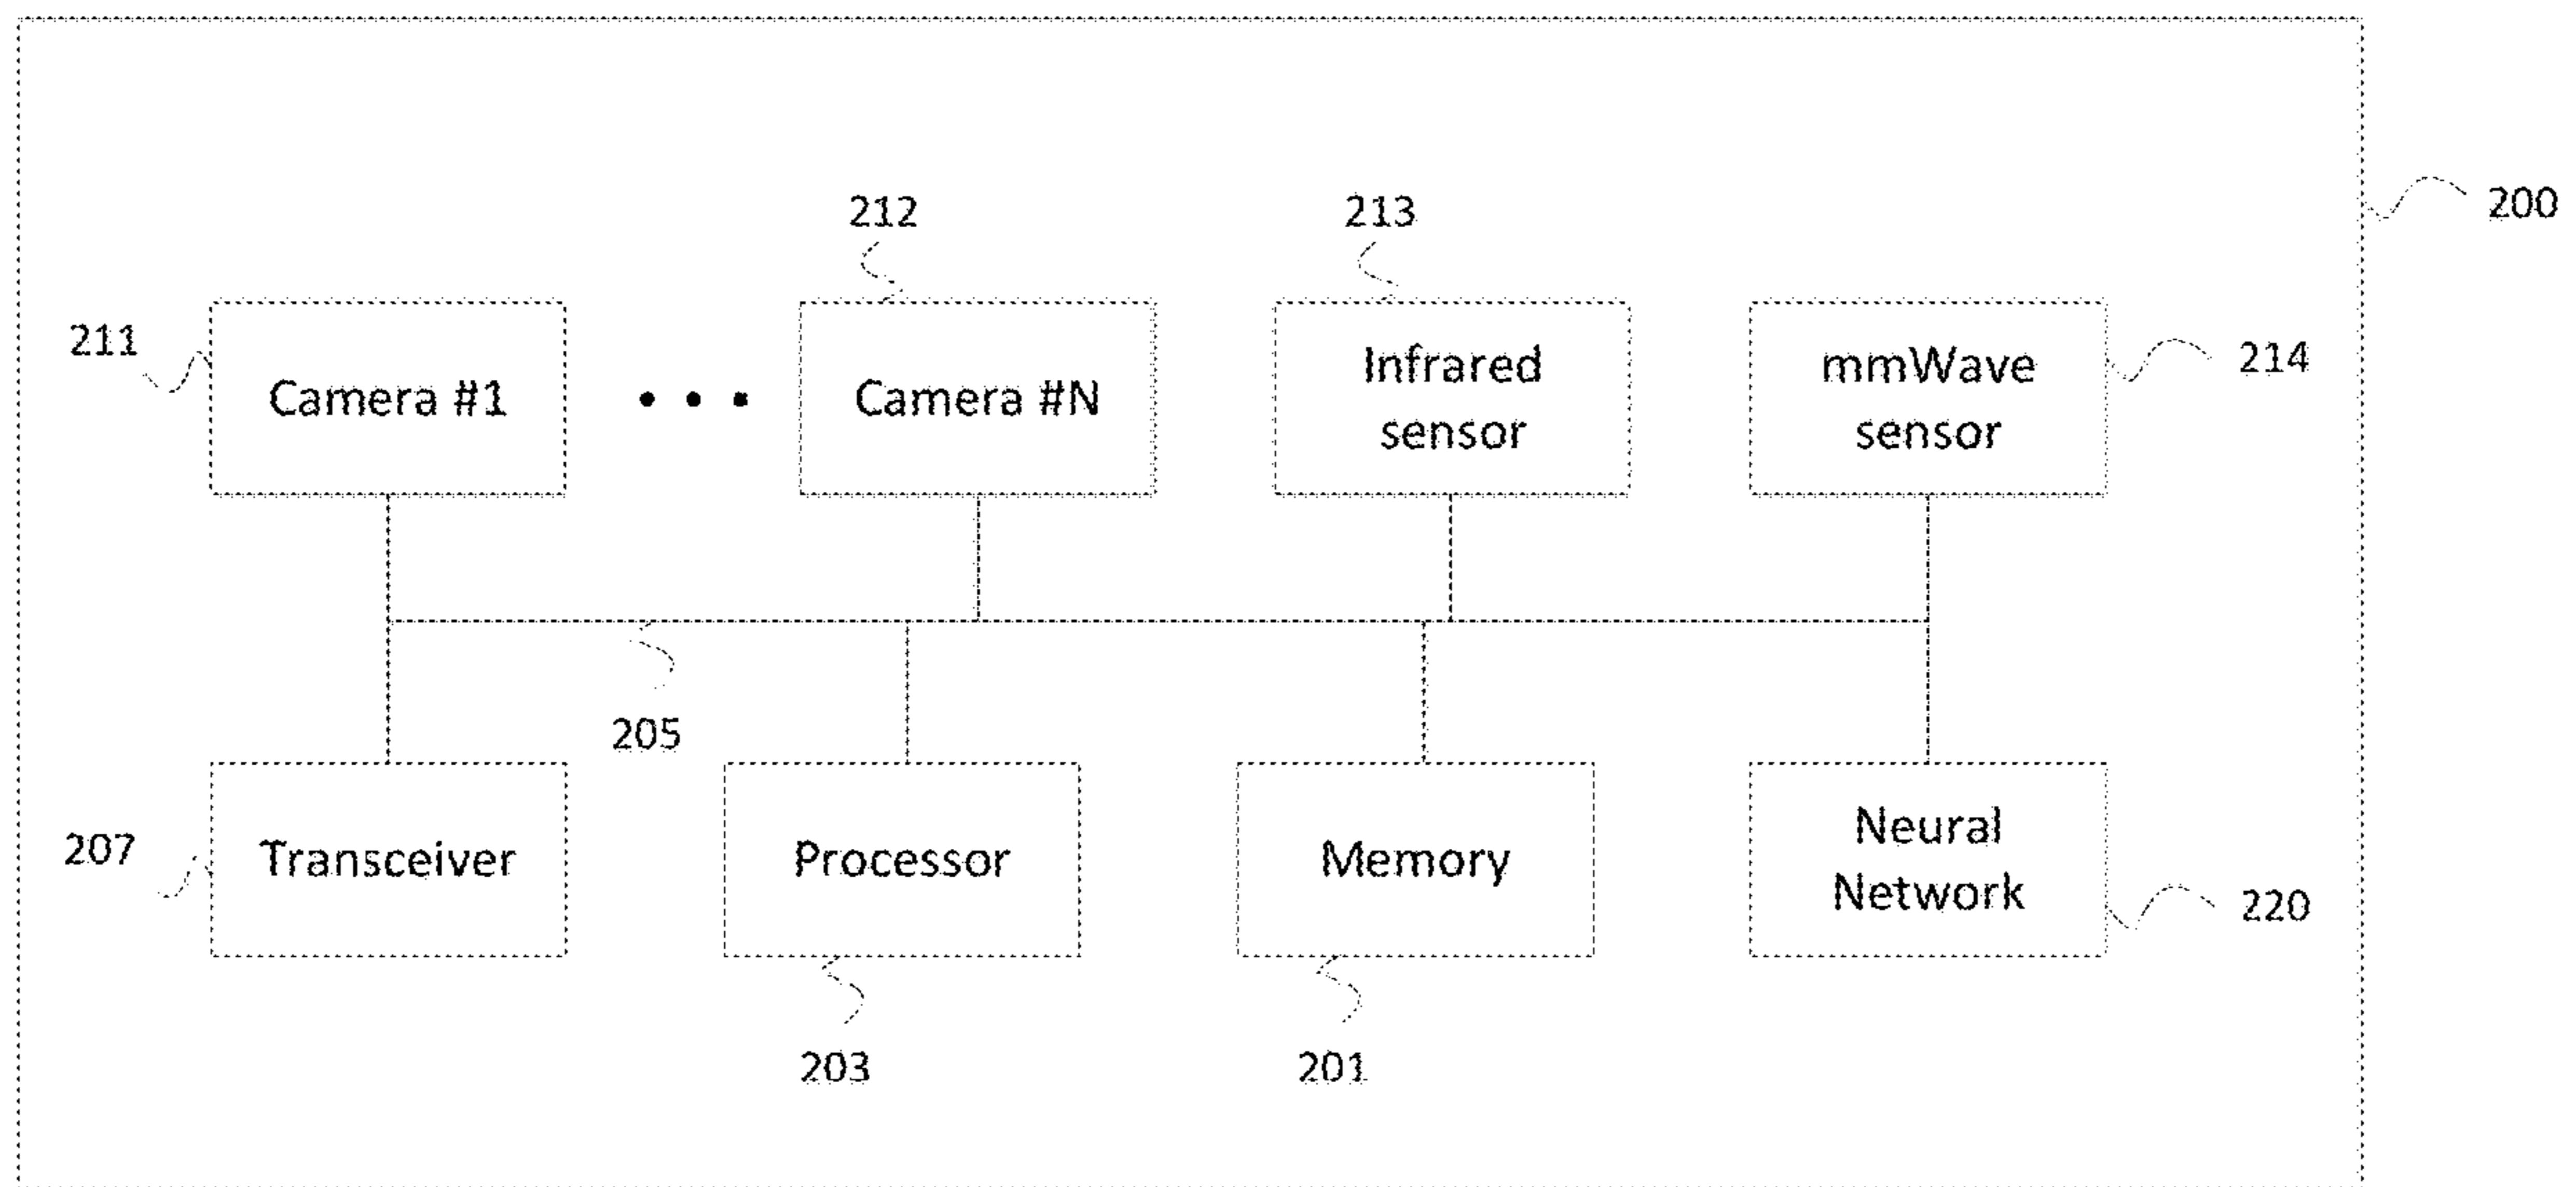 200
212
213
211
214
Camera #1
• • •
Camera #N
Infrared
sensor
mmWave
sensor
205
207
Transceiver
Processor
Memory
Neural
Network
220
203
201